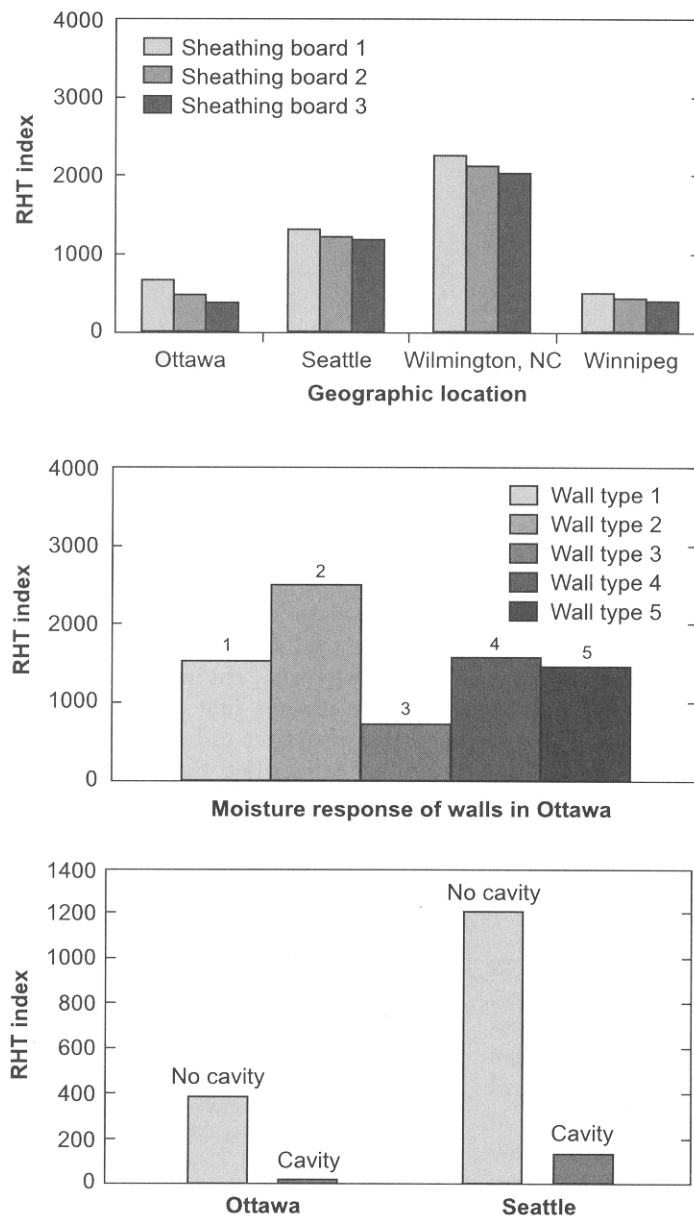 4000
3000
2000
1000
0
RHT index
Sheathing board 1
Sheathing board 2
Sheathing board 3
Ottawa Seattle Wilmington, NC Winnipeg
Geographic location
4000
3000
2000
1000
0
RHT index
Wall type 1
Wall type 2
Wall type 3
Wall type 4
Wall type 5
1 2 3 4 5
Moisture response of walls in Ottawa
1400
1200
1000
800
600
400
200
0
RHT index
No cavity
Cavity
No cavity
Cavity
Ottawa Seattle